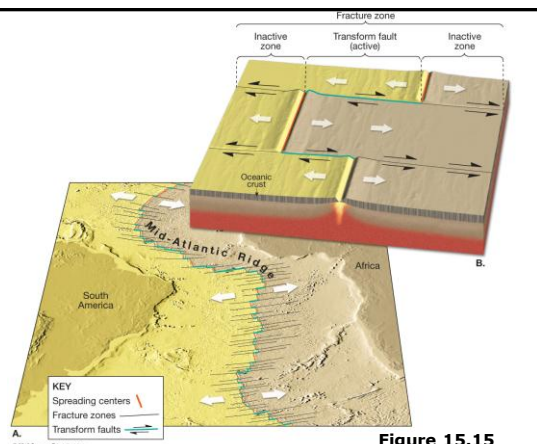 Fracture zone
Inactive
zone
Transform fault
(active)
Inactive
zone
Oceanic
crust
B.
Mid-Atlantic Ridge
Africa
South
America
KEY
Spreading centers
Fracture zones
Transform faults
A.
Figure 15.15